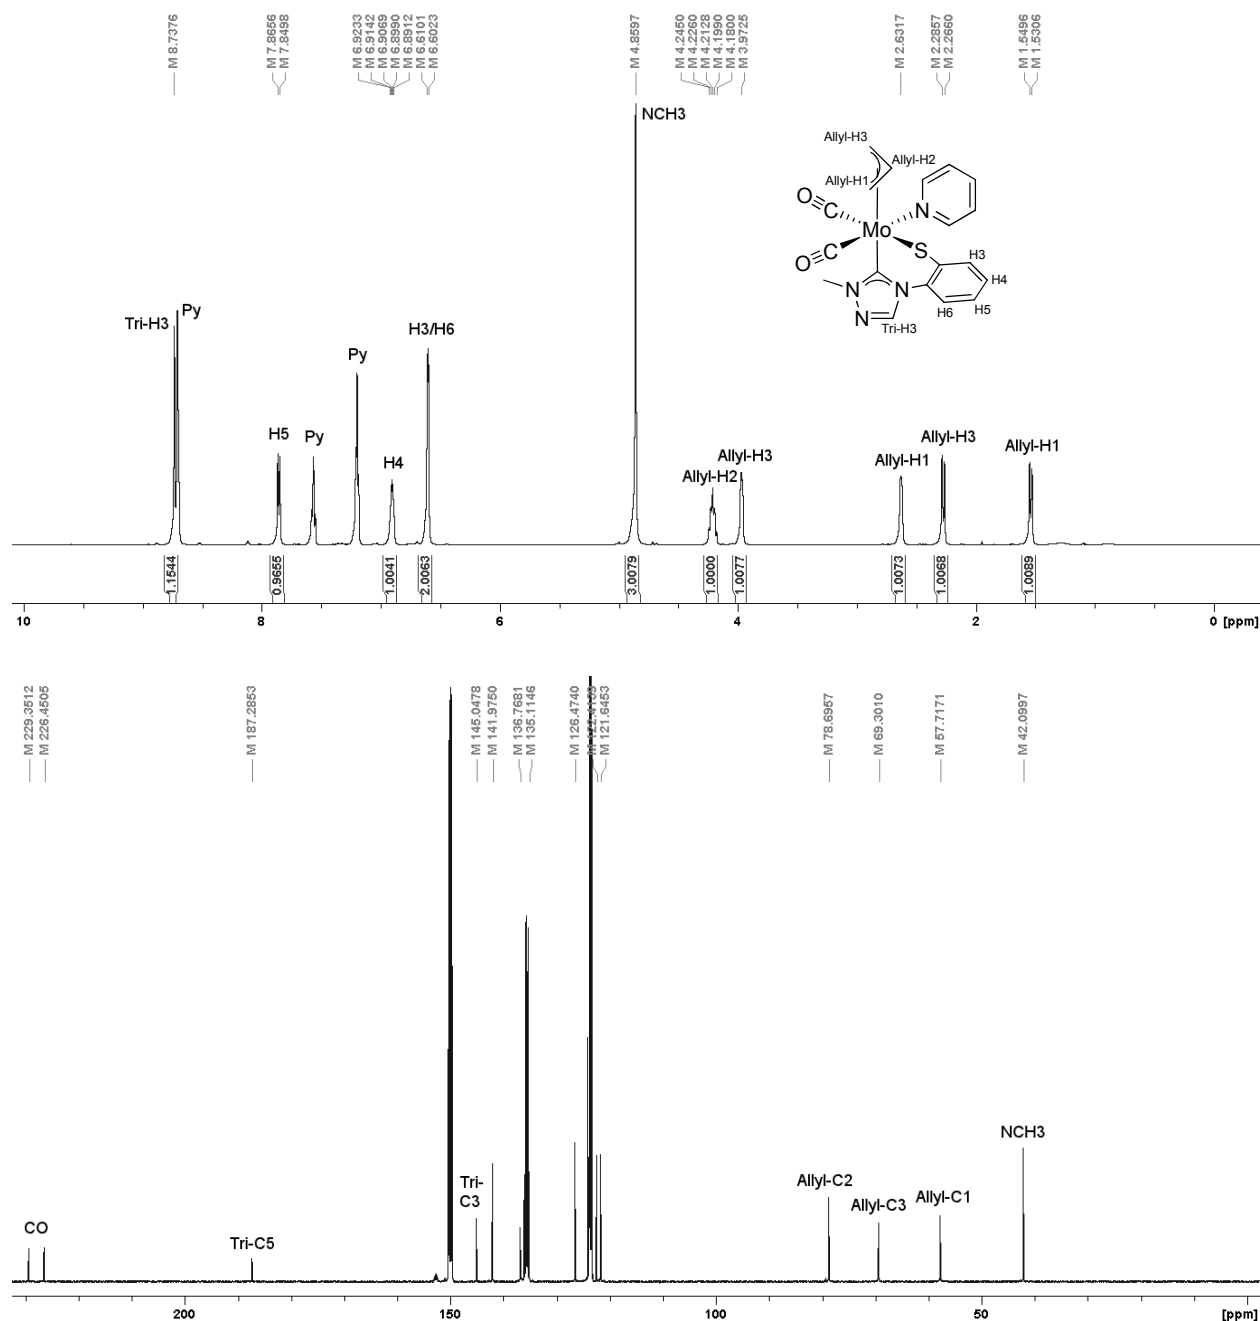 M 8.7376
M 7.8656
M 7.8498
M 6.9233
M 6.9142
M 6.9069
M 6.8990
M 6.8912
M 6.6101
M 6.6023
M 4.8597
M 4.2450
M 4.2260
M 4.2128
M 4.1990
M 4.1800
M 3.9725
M 2.6317
M 2.2857
M 2.2660
M 1.5496
M 1.5306
NCH3
Allyl-H3
Allyl-H2
Allyl-H1
O
C
N
Mo
O
C
S
H3
H4
N
N
H5
H6
N
Tri-H3
Tri-H3
Py
H5
Py
Py
H4
H3/H6
Allyl-H2
Allyl-H3
Allyl-H1
Allyl-H3
Allyl-H1
1.1544
0.9655
1.0041
2.0063
3.0079
1.0000
1.0077
1.0073
1.0068
1.0089
10 8 6 4 2 0 [ppm]
M 229.3512
M 226.4505
M 187.2853
M 145.0478
M 141.9750
M 136.7681
M 135.1146
M 126.4740
M 121.6453
M 78.6957
M 69.3010
M 57.7171
M 42.0997
CO
Tri-C5
Tri-
C3
Allyl-C2
Allyl-C3
Allyl-C1
NCH3
200 150 100 50 [ppm]